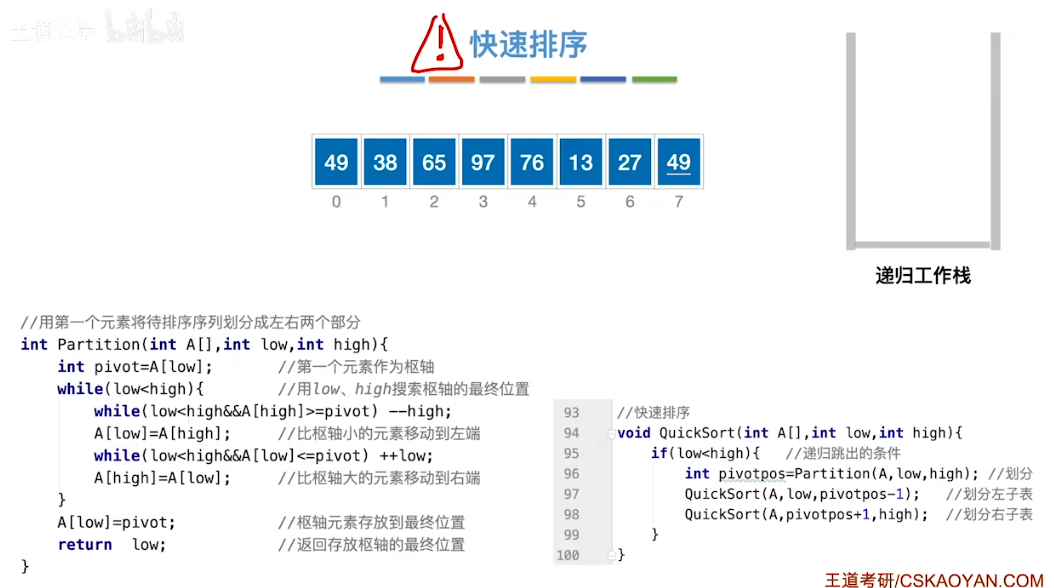 王道论坛 bilibili
快速排序
49 38 65 97 76 13 27 49
0 1 2 3 4 5 6 7
递归工作栈
//用第一个元素将待排序序列划分成左右两个部分
int Partition(int A[],int low,int high){
int pivot=A[low]; //第一个元素作为枢轴
while(low<high){ //用low、high搜索枢轴的最终位置
while(low<high&&A[high]>=pivot) --high;
A[low]=A[high]; //比枢轴小的元素移动到左端
while(low<high&&A[low]<=pivot) ++low;
A[high]=A[low]; //比枢轴大的元素移动到右端
}
A[low]=pivot; //枢轴元素存放到最终位置
return low; //返回存放枢轴的最终位置
}
93 //快速排序
94 void QuickSort(int A[],int low,int high){
95 if(low<high){ //递归跳出的条件
96 int pivotpos=Partition(A,low,high); //划分
97 QuickSort(A,low,pivotpos-1); //划分左子表
98 QuickSort(A,pivotpos+1,high); //划分右子表
99 }
100 }
王道考研/CSKAOYAN.COM